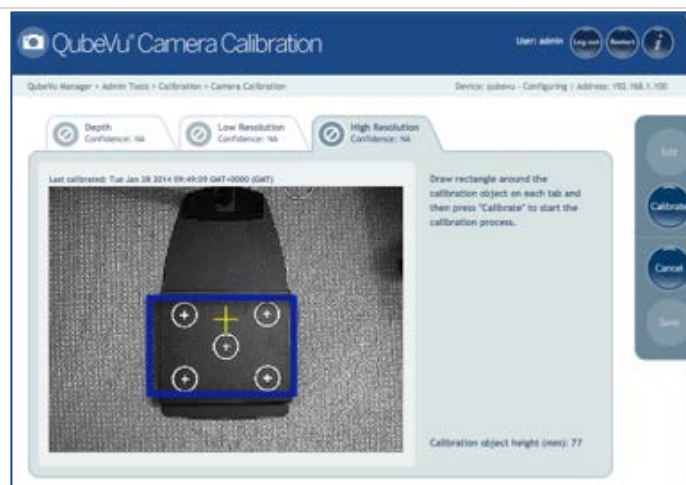 QubeVu® Camera Calibration
User: admin
Log out
Restart
i
QubeVu Manager > Admin Tools > Calibration > Camera Calibration
Device: qubevu - Configuring | Address: 192.168.1.100
Depth
Confidence: NA
Low Resolution
Confidence: NA
High Resolution
Confidence: NA
Last calibrated: Tue Jan 28 2014 09:49:09 GMT+0000 (GMT)
Draw rectangle around the
calibration object on each tab and
then press "Calibrate" to start the
calibration process.
Calibration object height (mm): 77
Edit
Calibrate
Cancel
Save